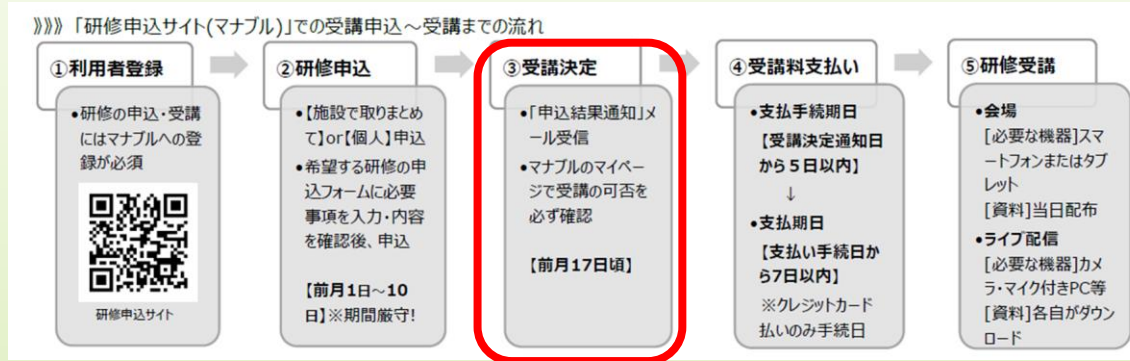 》》》「研修申込サイト(マナブル)」での受講申込～受講までの流れ
①利用者登録
•研修の申込・受講
にはマナブルへの登
録が必須
研修申込サイト
②研修申込
•【施設で取りまとめ
て】or【個人】申込
•希望する研修の申
込フォームに必要
事項を入力・内容
を確認後、申込
【前月1日～10
日】※期間厳守!
③受講決定
•「申込結果通知」メ
ール受信
•マナブルのマイペー
ジで受講の可否を
必ず確認
【前月17日頃】
④受講料支払い
•支払手続期日
【受講決定通知日
から５日以内】
↓
•支払期日
【支払い手続日か
ら7日以内】
※クレジットカード
払いのみ手続日
⑤研修受講
•会場
[必要な機器]スマ
ートフォンまたはタブ
レット
[資料]当日配布
•ライブ配信
[必要な機器]カメ
ラ・マイク付きPC等
[資料]各自がダウン
ロード